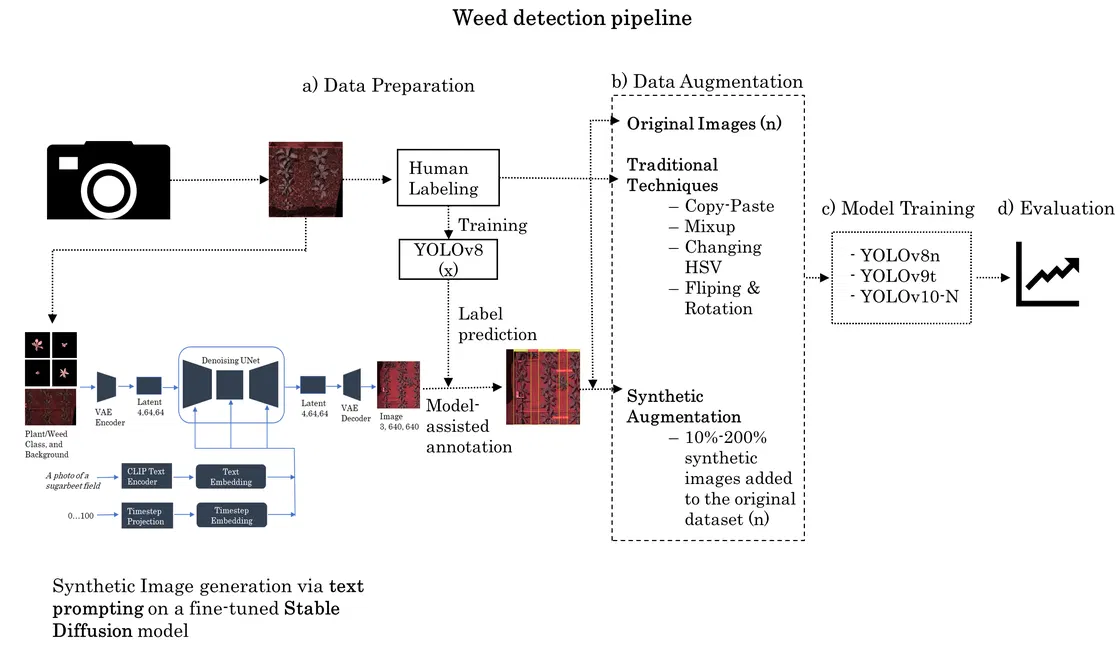 Weed detection pipeline
a) Data Preparation
b) Data Augmentation
Original Images (n)
Traditional
Techniques
– Copy-Paste
– Mixup
– Changing
HSV
– Fliping &
Rotation
Human
Labeling
Training
YOLOv8
(x)
Label
prediction
c) Model Training
- YOLOv8n
- YOLOv9t
- YOLOv10-N
d) Evaluation
Plant/Weed
Class, and
Background
VAE
Encoder
Latent
4,64,64
Denoising UNet
Latent
4,64,64
VAE
Decoder
Image
3, 640, 640
Model-
assisted
annotation
Synthetic
Augmentation
– 10%-200%
synthetic
images added
to the original
dataset (n)
A photo of a
sugarbeet field
CLIP Text
Encoder
Text
Embedding
0...100
Timestep
Projection
Timestep
Embedding
Synthetic Image generation via text
prompting on a fine-tuned Stable
Diffusion model